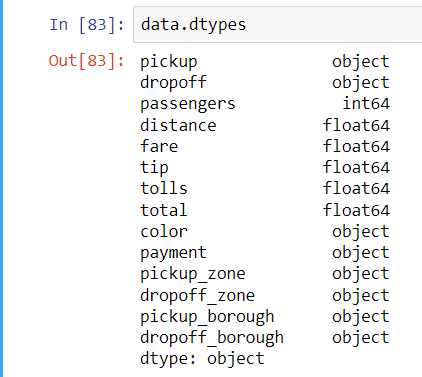 In [83]: data.dtypes
Out[83]: pickup object
dropoff object
passengers int64
distance float64
fare float64
tip float64
tolls float64
total float64
color object
payment object
pickup_zone object
dropoff_zone object
pickup_borough object
dropoff_borough object
dtype: object